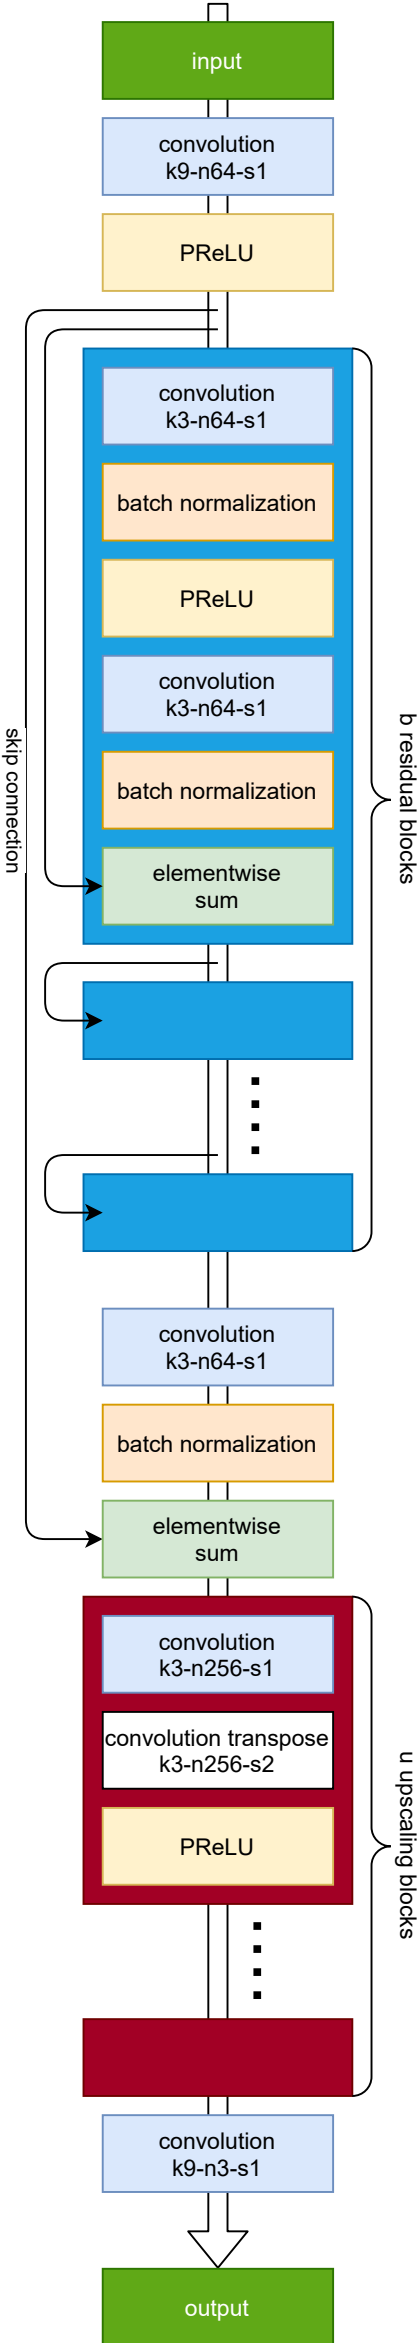 input
convolution
k9-n64-s1
PReLU
convolution
k3-n64-s1
batch normalization
PReLU
convolution
k3-n64-s1
batch normalization
elementwise
sum
skip connection
b residual blocks
convolution
k3-n64-s1
batch normalization
elementwise
sum
convolution
k3-n256-s1
convolution transpose
k3-n256-s2
PReLU
u upscaling blocks
convolution
k9-n3-s1
output